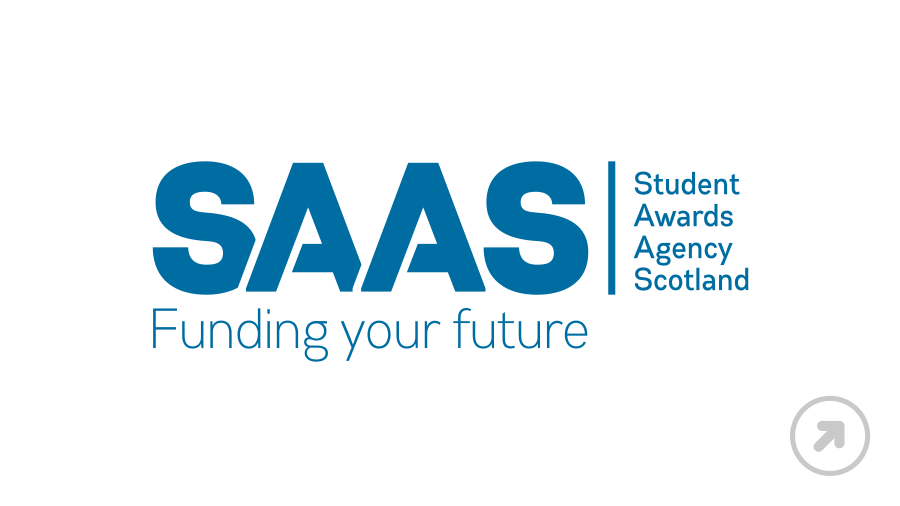 SAAS
Student
Awards
Agency
Scotland
Funding your future